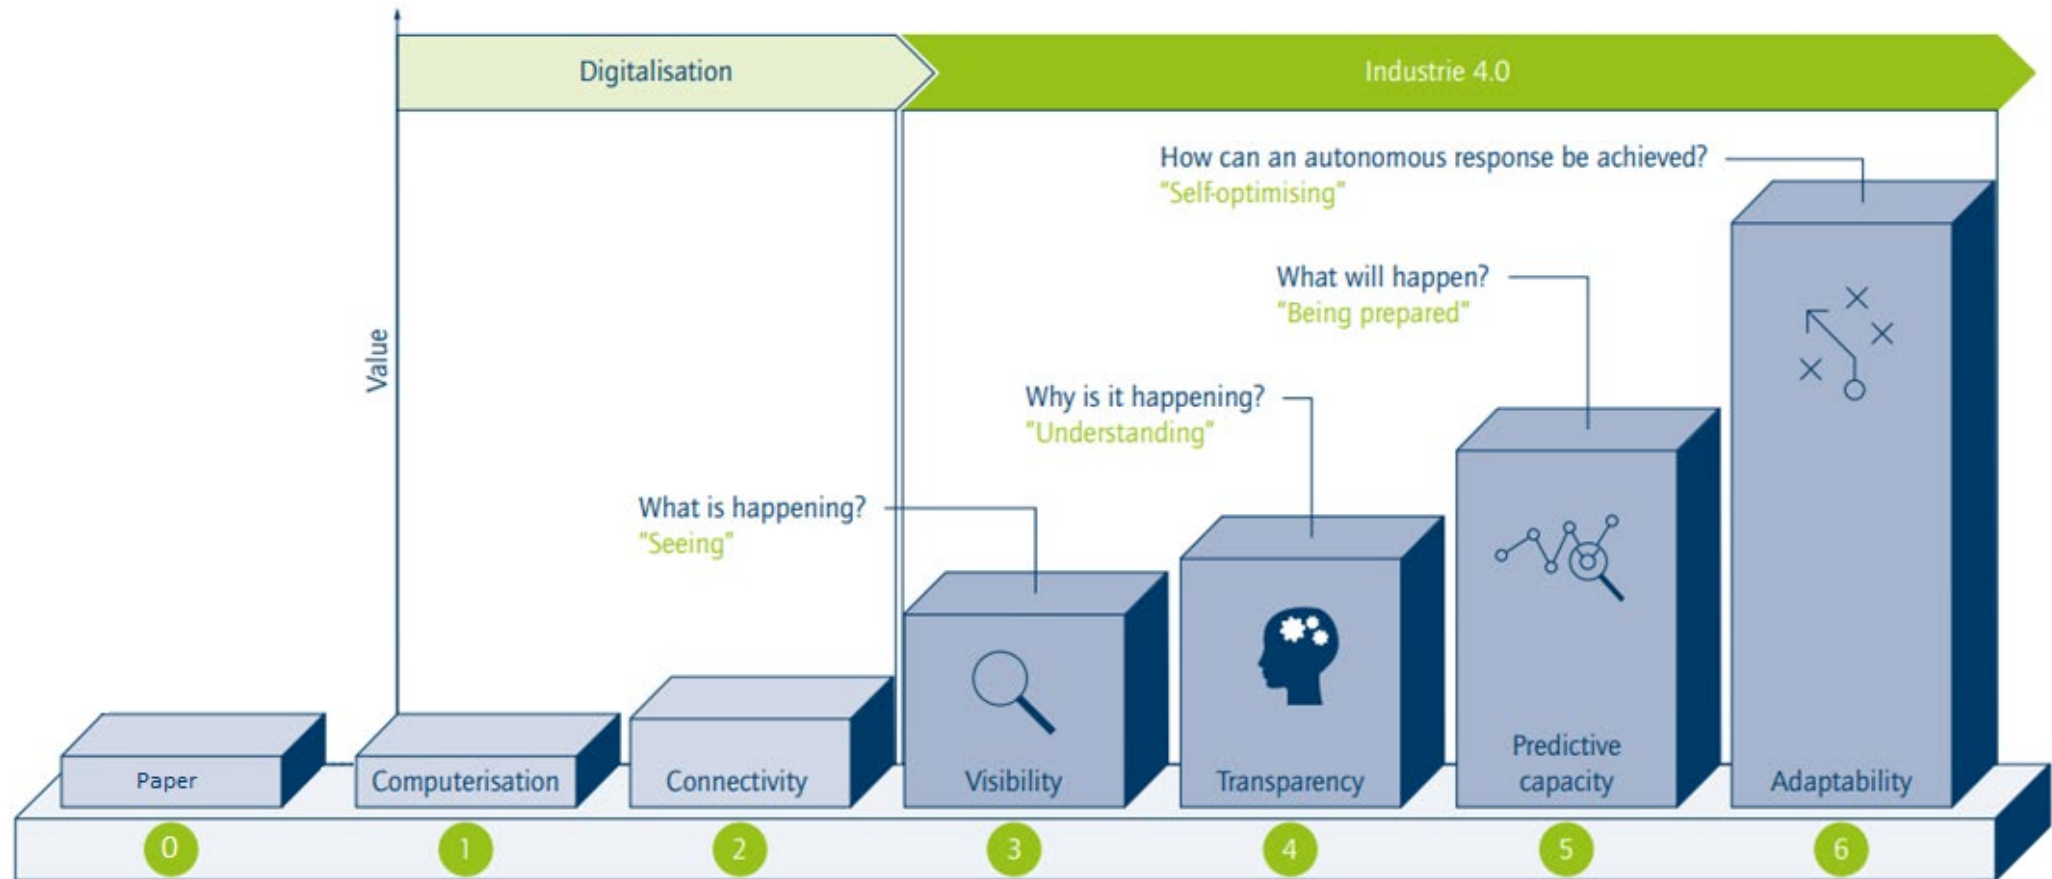 Digitalisation
Industrie 4.0
How can an autonomous response be achieved?
"Self-optimising"
What will happen?
"Being prepared"
Value
Why is it happening?
"Understanding"
What is happening?
"Seeing"
Paper
Computerisation
Connectivity
Visibility
Transparency
Predictive
capacity
Adaptability
0
1
2
3
4
5
6